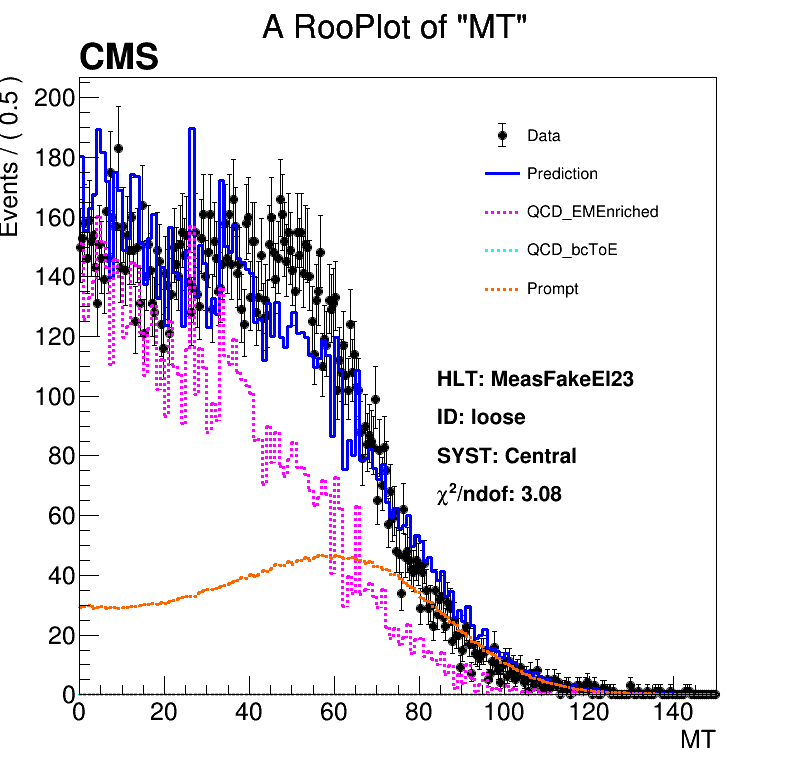 A RooPlot of "MT"
CMS
Events / ( 0.5 )
200
180
160
140
120
100
80
60
40
20
0
Data
Prediction
QCD_EMEnriched
QCD_bcToE
Prompt
HLT: MeasFakeEl23
ID: loose
SYST: Central
χ²/ndof: 3.08
0 20 40 60 80 100 120 140
MT